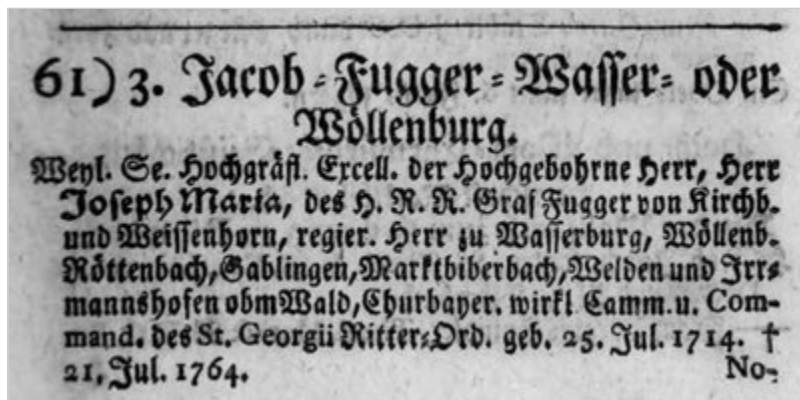 61) 3. Jacob-Fugger-Wasser- oder
Wöllenburg.
Weyl. Se. Hochgräfl. Excell. der Hochgebohrne Herr, Herr
Joseph Maria, des H. R. R. Graf Fugger von Kirchb.
und Weissenhorn, regier. Herr zu Wasserburg, Wöllenb.
Röttenbach, Gablingen, Marktbiberbach, Welden und Irr-
mannshofen obm Wald, Churbayer. wirkl Camm. u. Com-
mand. des St. Georgii Ritter-Ord. geb. 25. Jul. 1714. †
21. Jul. 1764.
No-